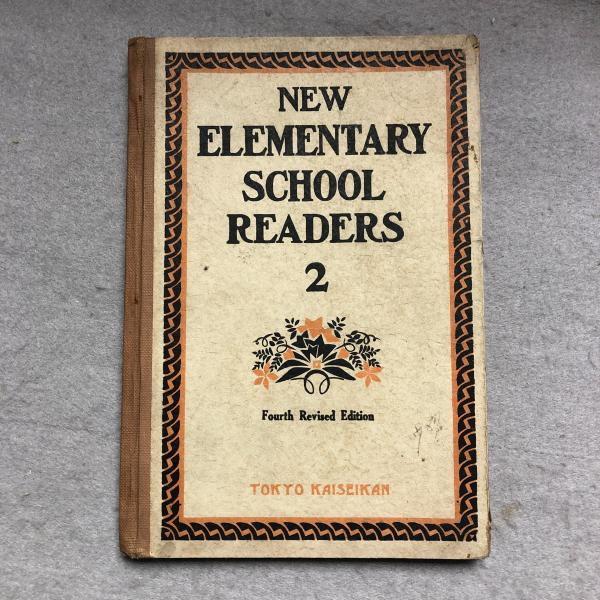 NEW
ELEMENTARY
SCHOOL
READERS
2
Fourth Revised Edition
TOKYO KAISEIKAN